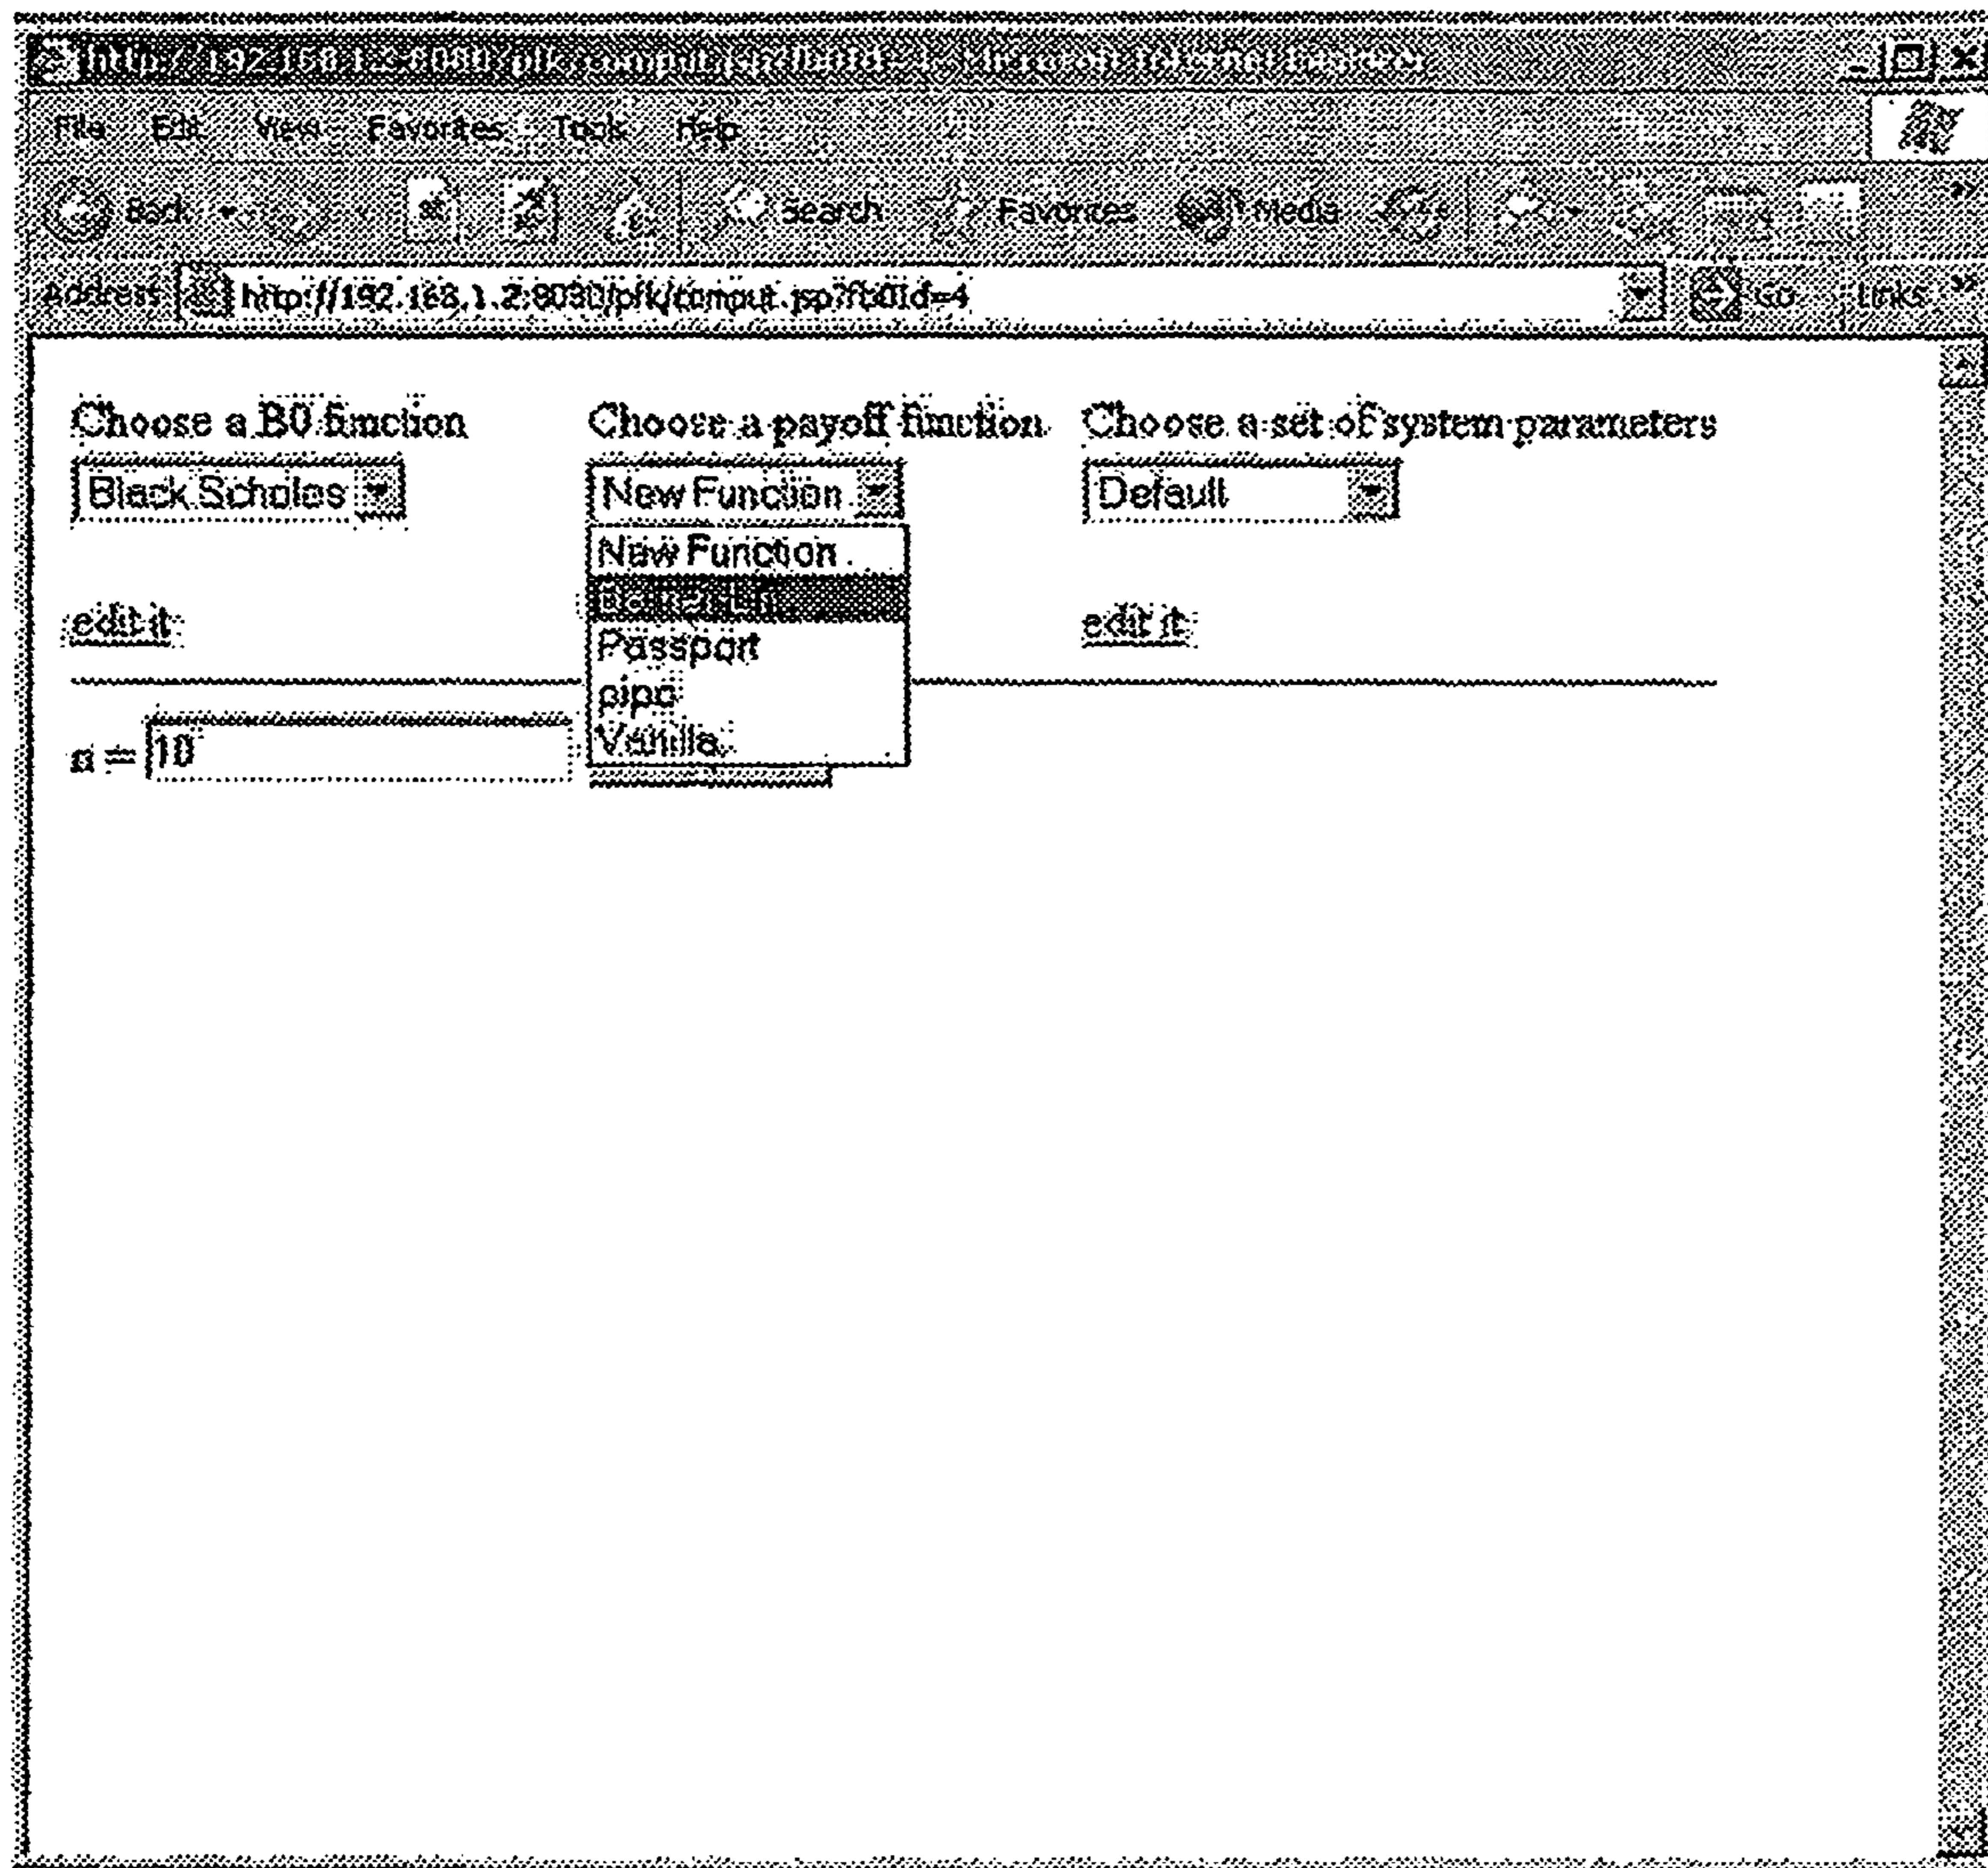 File Edit View Favorites Tools Help
Back Search Favorites Media
Address http://192.168.1.2:8080/pfk/comput.jsp?fb0Id=4 Go Links
Choose a B0 function Choose a payoff function Choose a set of system parameters
Black Scholes New Function Default
New Function
Passport
pipo
Vanilla
edit it edit it
n = 10